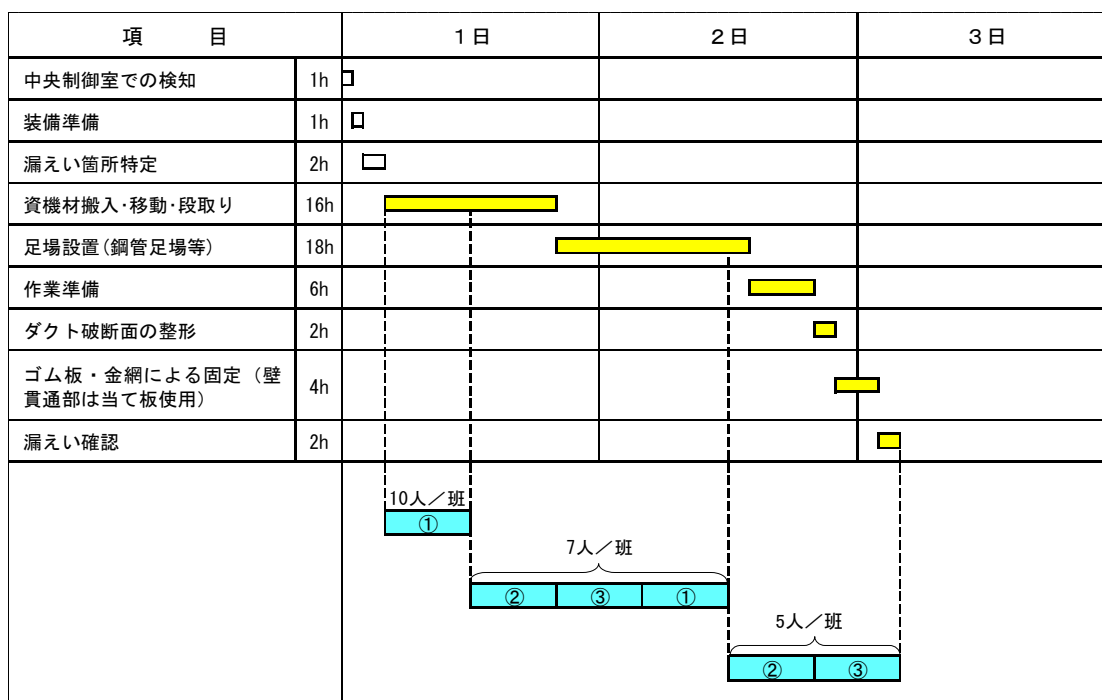 項　目 １日 ２日 ３日
中央制御室での検知 1h
装備準備 1h
漏えい箇所特定 2h
資機材搬入･移動･段取り 16h
足場設置(鋼管足場等) 18h
作業準備 6h
ダクト破断面の整形 2h
ゴム板・金網による固定（壁
貫通部は当て板使用） 4h
漏えい確認 2h
10人／班
①
7人／班
② ③ ①
5人／班
② ③